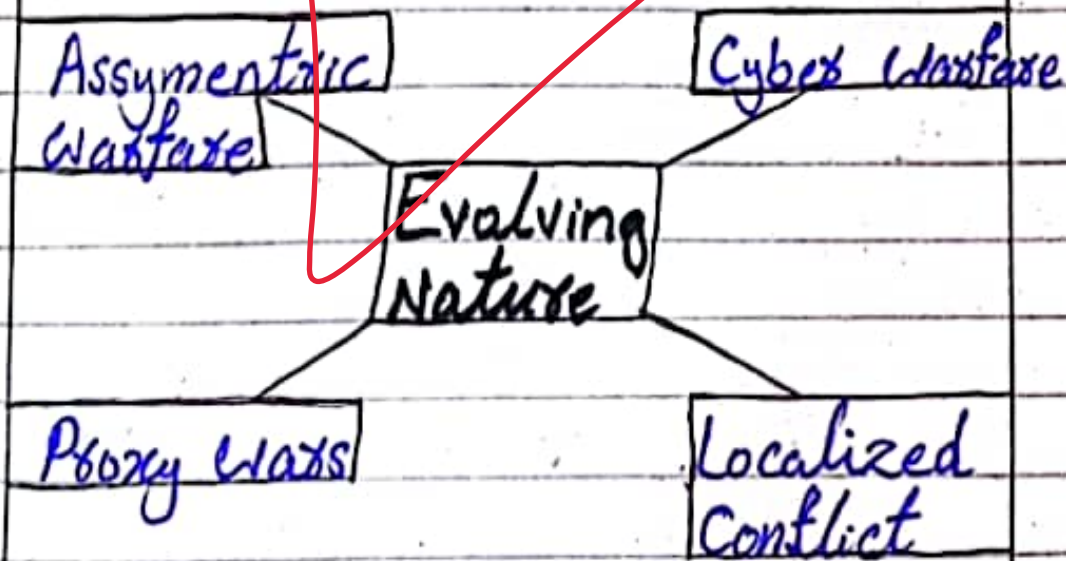 Assymentric
Warfare
Cyber Warfare
Evolving
Nature
Proxy Wars
Localized
Conflict